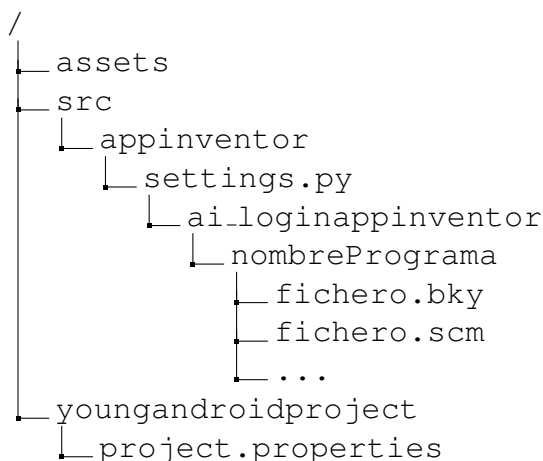 /
assets
src
appinventor
settings.py
ai_loginappinventor
nombrePrograma
fichero.bky
fichero.scm
...
youngandroidproject
project.properties